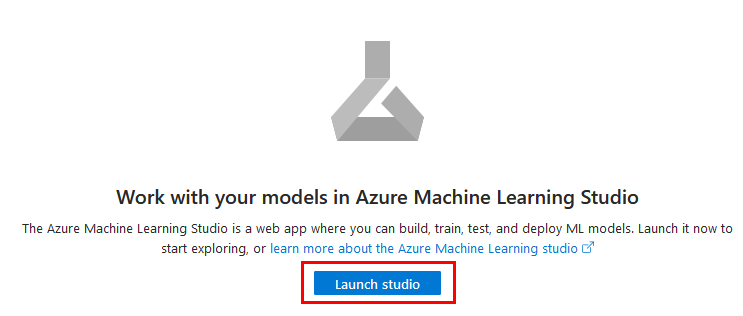 Work with your models in Azure Machine Learning Studio
The Azure Machine Learning Studio is a web app where you can build, train, test, and deploy ML models. Launch it now to
start exploring, or learn more about the Azure Machine Learning studio
Launch studio